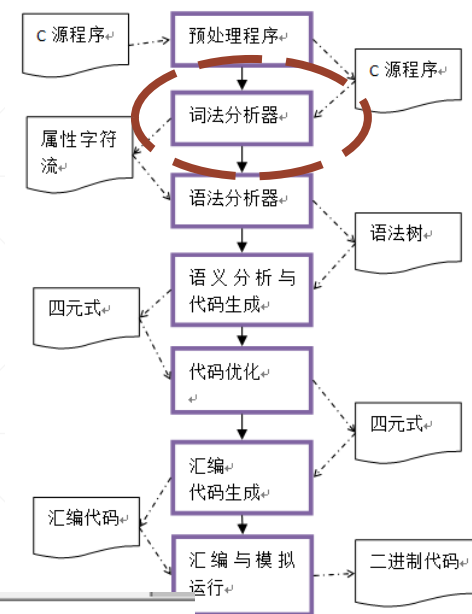 C 源程序
预处理程序
C 源程序
词法分析器
属性字符
流
语法分析器
语法树
语义分析与
代码生成
四元式
代码优化
四元式
汇编
代码生成
汇编代码
汇编与模拟
运行
二进制代码